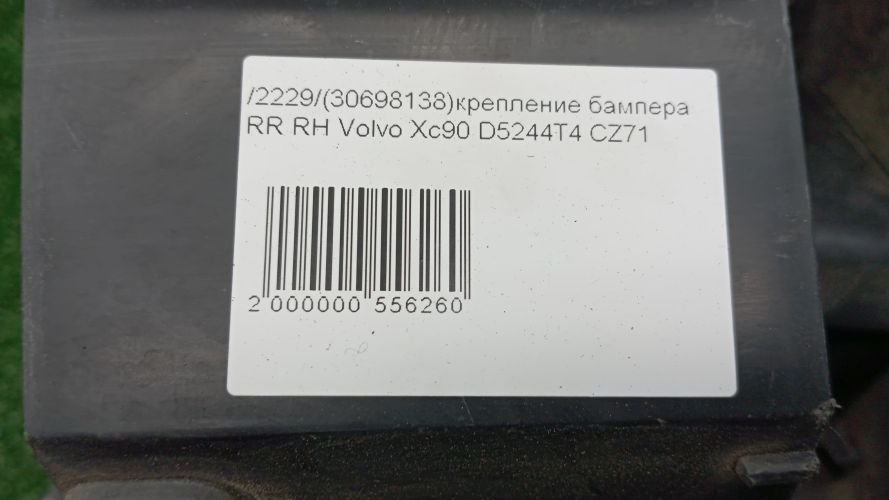 /2229/(30698138)крепление бампера
RR RH Volvo Xc90 D5244T4 CZ71
2 000000 556260